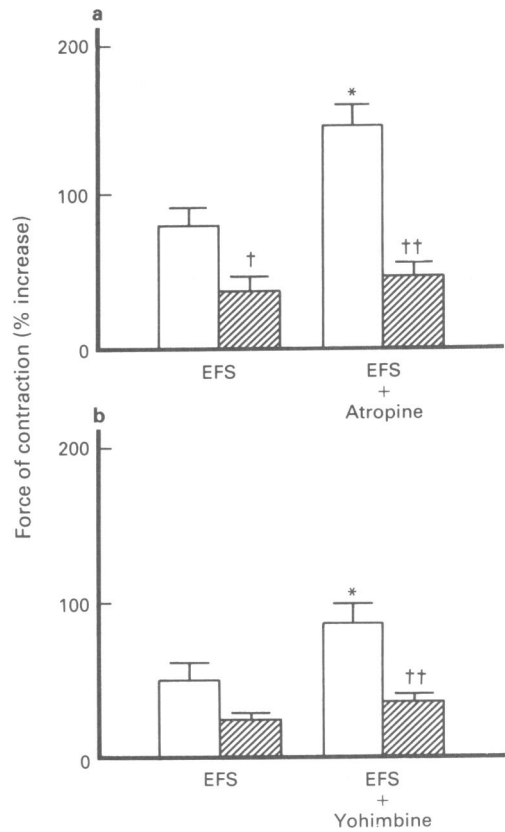 a
200
100
0
*
†
††
EFS
EFS
+
Atropine
Force of contraction (% increase)
b
200
100
0
*
††
EFS
EFS
+
Yohimbine